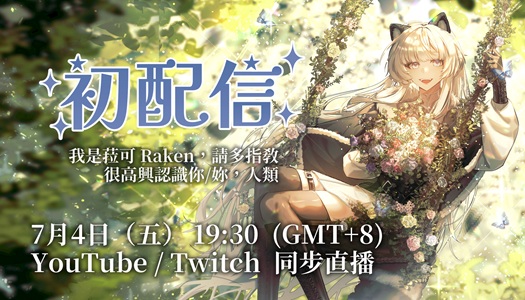 初配信
我是菈可 Raken，請多指教
很高興認識你/妳，人類
7月4日（五） 19:30 (GMT+8)
YouTube / Twitch 同步直播